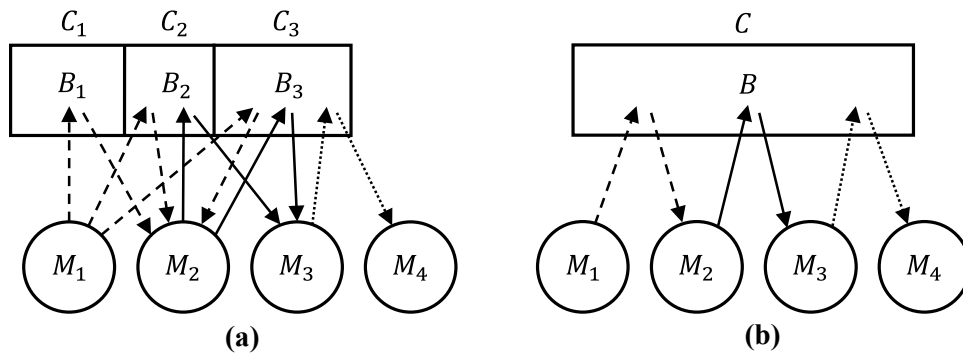 C₁ C₂ C₃
B₁ B₂ B₃
M₁ M₂ M₃ M₄
(a)
C
B
M₁ M₂ M₃ M₄
(b)